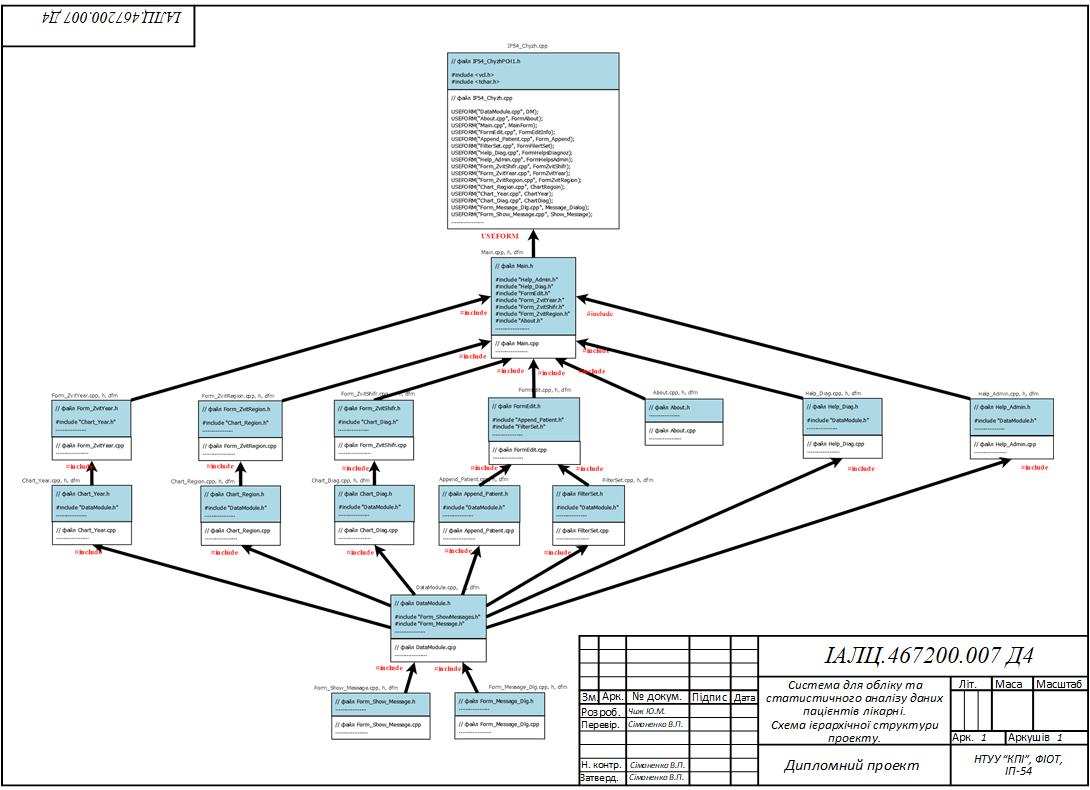 ІАЛЦ.467200.007 Д4
IP54_Chyzh.cpp
// файл IP54_ChyzhPCH1.h
#include <vcl.h>
#include <tchar.h>
// файл IP54_Chyzh.cpp
USEFORM("DataModule.cpp", DM);
USEFORM("About.cpp", FormAbout);
USEFORM("Main.cpp", MainForm);
USEFORM("FormEdit.cpp", FormEditInfo);
USEFORM("Append_Patient.cpp", Form_Append);
USEFORM("FilterSet.cpp", FormFilertSet);
USEFORM("Help_Diag.cpp", FormHelpsDiagnoz);
USEFORM("Help_Admin.cpp", FormHelpsAdmin);
USEFORM("Form_ZvitShifr.cpp", FormZvitShifr);
USEFORM("Form_ZvitYear.cpp", FormZvitYear);
USEFORM("Form_ZvitRegion.cpp", FormZvitRegion);
USEFORM("Chart_Region.cpp", ChartRegoin);
USEFORM("Chart_Year.cpp", ChartYear);
USEFORM("Chart_Diag.cpp", ChartDiag);
USEFORM("Form_Message_Dlg.cpp", Message_Dialog);
USEFORM("Form_Show_Message.cpp", Show_Message);
USEFORM
Main.cpp, h, dfm
// файл Main.h
#include "Help_Admin.h"
#include "Help_Diag.h"
#include "FormEdit.h"
#include "Form_ZvitYear.h"
#include "Form_ZvitShifr.h"
#include "Form_ZvitRegion.h"
#include "About.h"
// файл Main.cpp
#include
#include
#include
#include
#include
#include
#include
Form_ZvitYear.cpp, h, dfm
// файл Form_ZvitYear.h
#include "Chart_Year.h"
// файл Form_ZvitYear.cpp
#include
Form_ZvitRegion.cpp, h, dfm
// файл Form_ZvitRegion.h
#include "Chart_Region.h"
// файл Form_ZvitRegion.cpp
#include
Form_ZvitShifr.cpp, h, dfm
// файл Form_ZvitShifr.h
#include "Chart_Diag.h"
// файл Form_ZvitShifr.cpp
#include
FormEdit.cpp, h, dfm
// файл FormEdit.h
#include "Append_Patient.h"
#include "FilterSet.h"
// файл FormEdit.cpp
#include
#include
About.cpp, h, dfm
// файл About.h
// файл About.cpp
Help_Diag.cpp, h, dfm
// файл Help_Diag.h
#include "DataModule.h"
// файл Help_Diag.cpp
#include
Help_Admin.cpp, h, dfm
// файл Help_Admin.h
#include "DataModule.h"
// файл Help_Admin.cpp
#include
Chart_Year.cpp, h, dfm
// файл Chart_Year.h
#include "DataModule.h"
// файл Chart_Year.cpp
#include
Chart_Region.cpp, h, dfm
// файл Chart_Region.h
#include "DataModule.h"
// файл Chart_Region.cpp
#include
Chart_Diag.cpp, h, dfm
// файл Chart_Diag.h
#include "DataModule.h"
// файл Chart_Diag.cpp
#include
Append_Patient.cpp, h, dfm
// файл Append_Patient.h
#include "DataModule.h"
// файл Append_Patient.cpp
#include
FilterSet.cpp, h, dfm
// файл FilterSet.h
#include "DataModule.h"
// файл FilterSet.cpp
#include
DataModule.cpp, dfm
// файл DataModule.h
#include "Form_ShowMessages.h"
#include "Form_Message.h"
// файл DataModule.cpp
#include
#include
Form_Show_Message.cpp, h, dfm
// файл Form_Show_Message.h
// файл Form_Show_Message.cpp
Form_Message_Dlg.cpp, h, dfm
// файл Form_Message_Dlg.h
// файл Form_Message_Dlg.cpp
ІАЛЦ.467200.007 Д4
Зм. Арк. № докум. Підпис Дата
Розроб. Чиж Ю.М.
Перевір. Сімоненко В.П.
Н. контр. Сімоненко В.П.
Затверд. Сімоненко В.П.
Система для обліку та
статистичного аналізу даних
пацієнтів лікарні.
Схема ієрархічної структури
проекту.
Літ. Маса Масштаб
Арк. 1 Аркушів 1
Дипломний проект
НТУУ "КПІ", ФІОТ,
ІП-54